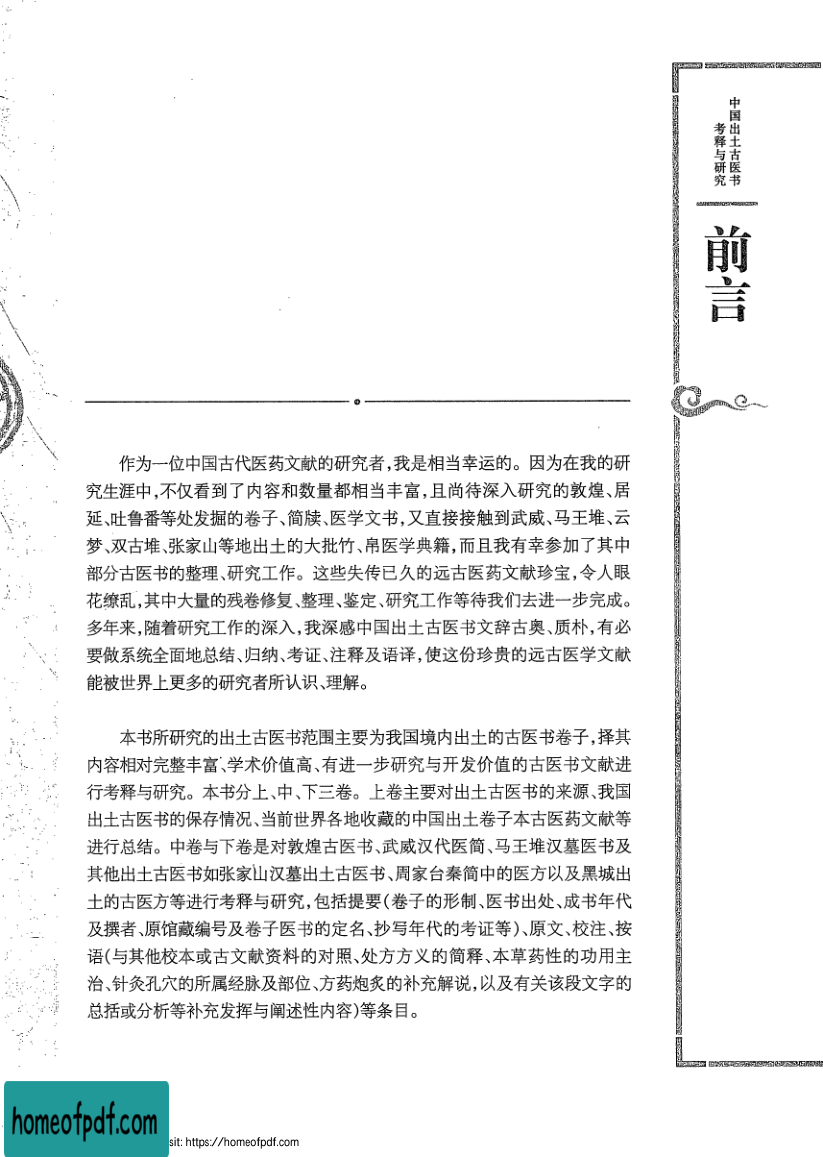 中国出土古医书
考释与研究
前言
作为一位中国古代医药文献的研究者,我是相当幸运的。因为在我的研
究生涯中,不仅看到了内容和数量都相当丰富,且尚待深入研究的敦煌、居
延、吐鲁番等处发掘的卷子、简牍、医学文书,又直接接触到武威、马王堆、云
梦、双古堆、张家山等地出土的大批竹、帛医学典籍,而且我有幸参加了其中
部分古医书的整理、研究工作。这些失传已久的远古医药文献珍宝,令人眼
花缭乱,其中大量的残卷修复、整理、鉴定、研究工作等待我们去进一步完成。
多年来,随着研究工作的深入,我深感中国出土古医书文辞古奥、质朴,有必
要做系统全面地总结、归纳、考证、注释及语译,使这份珍贵的远古医学文献
能被世界上更多的研究者所认识、理解。
本书所研究的出土古医书范围主要为我国境内出土的古医书卷子,择其
内容相对完整丰富、学术价值高、有进一步研究与开发价值的古医书文献进
行考释与研究。本书分上、中、下三卷。上卷主要对出土古医书的来源、我国
出土古医书的保存情况、当前世界各地收藏的中国出土卷子本古医药文献等
进行总结。中卷与下卷是对敦煌古医书、武威汉代医简、马王堆汉墓医书及
其他出土古医书如张家山汉墓出土古医书、周家台秦简中的医方以及黑城出
土的古医方等进行考释与研究,包括提要(卷子的形制、医书出处、成书年代
及撰者、原馆藏编号及卷子医书的定名、抄写年代的考证等)、原文、校注、按
语(与其他校本或古文献资料的对照、处方方义的简释、本草药性的功用主
治、针灸孔穴的所属经脉及部位、方药炮炙的补充解说,以及有关该段文字的
总括或分析等补充发挥与阐述性内容)等条目。
homeofpdf.com
sit: https://homeofpdf.com